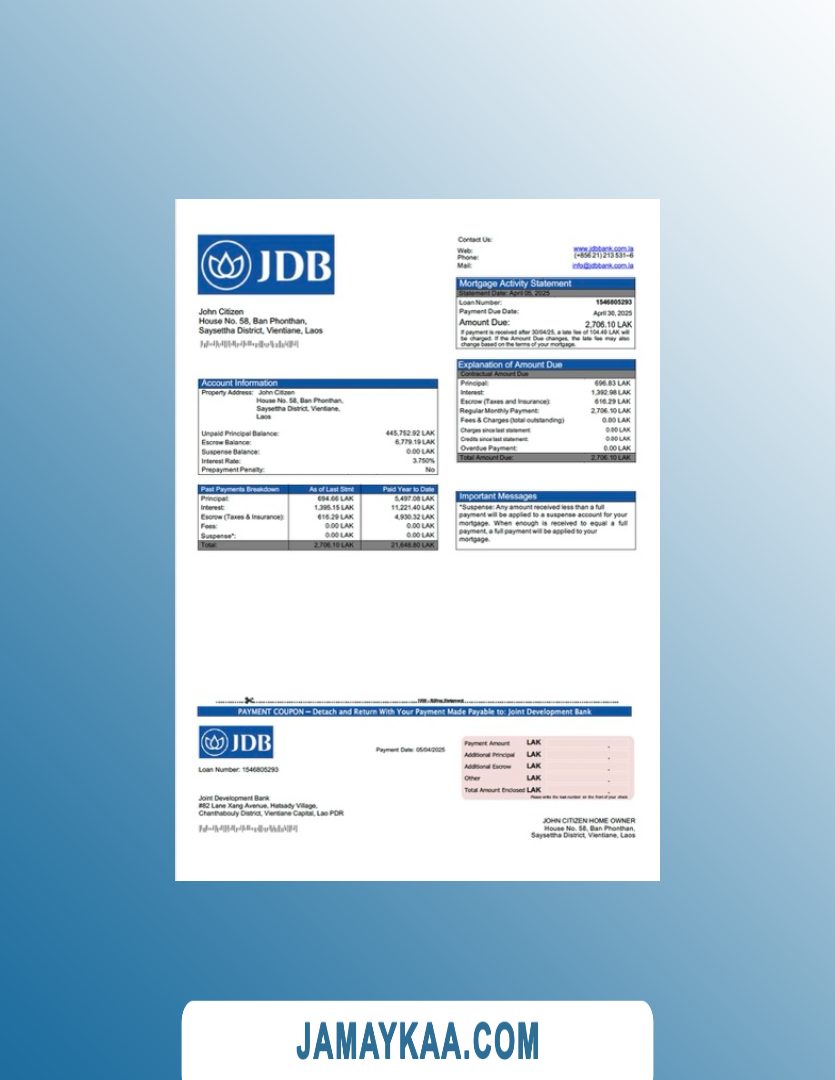 JDB
Contact Us:
Web: www.jdbbank.com.la
Phone: (+856 21) 213 531–6
Mail: info@jdbbank.com.la
Mortgage Activity Statement
Statement Date: April 05, 2025
Loan Number: 1546805293
Payment Due Date: April 30, 2025
Amount Due: 2,706.10 LAK
If payment is received after 30/04/25, a late fee of 104.49 LAK will
be charged. If the Amount Due changes, the late fee may also
change based on the terms of your mortgage.
John Citizen
House No. 58, Ban Phonthan,
Saysettha District, Vientiane, Laos
Explanation of Amount Due
Contractual Amount Due
Principal: 696.83 LAK
Interest: 1,392.98 LAK
Escrow (Taxes and Insurance): 616.29 LAK
Regular Monthly Payment: 2,706.10 LAK
Fees & Charges (total outstanding) 0.00 LAK
Charges since last statement: 0.00 LAK
Credits since last statement: 0.00 LAK
Overdue Payment: 0.00 LAK
Total Amount Due: 2,706.10 LAK
Account Information
Property Address: John Citizen
House No. 58, Ban Phonthan,
Saysettha District, Vientiane,
Laos
Unpaid Principal Balance: 445,752.92 LAK
Escrow Balance: 6,779.19 LAK
Suspense Balance: 0.00 LAK
Interest Rate: 3.750%
Prepayment Penalty: No
Past Payments Breakdown As of Last Stmt Paid Year to Date
Principal: 694.66 LAK 5,497.08 LAK
Interest: 1,395.15 LAK 11,221.40 LAK
Escrow (Taxes & Insurance): 616.29 LAK 4,930.32 LAK
Fees: 0.00 LAK 0.00 LAK
Suspense*: 0.00 LAK 0.00 LAK
Total: 2,706.10 LAK 21,648.80 LAK
Important Messages
*Suspense: Any amount received less than a full
payment will be applied to a suspense account for your
mortgage. When enough is received to equal a full
payment, a full payment will be applied to your
mortgage.
PAYMENT COUPON – Detach and Return With Your Payment Made Payable to: Joint Development Bank
JDB
Loan Number: 1546805293
Payment Date: 05/04/2025
Payment Amount LAK
Additional Principal LAK
Additional Escrow LAK
Other LAK
Total Amount Enclosed LAK
Please write the loan number on the front of your check.
Joint Development Bank
#82 Lane Xang Avenue, Hatsady Village,
Chanthabouly District, Vientiane Capital, Lao PDR
JOHN CITIZEN HOME OWNER
House No. 58, Ban Phonthan,
Saysettha District, Vientiane, Laos
JAMAYKAA.COM